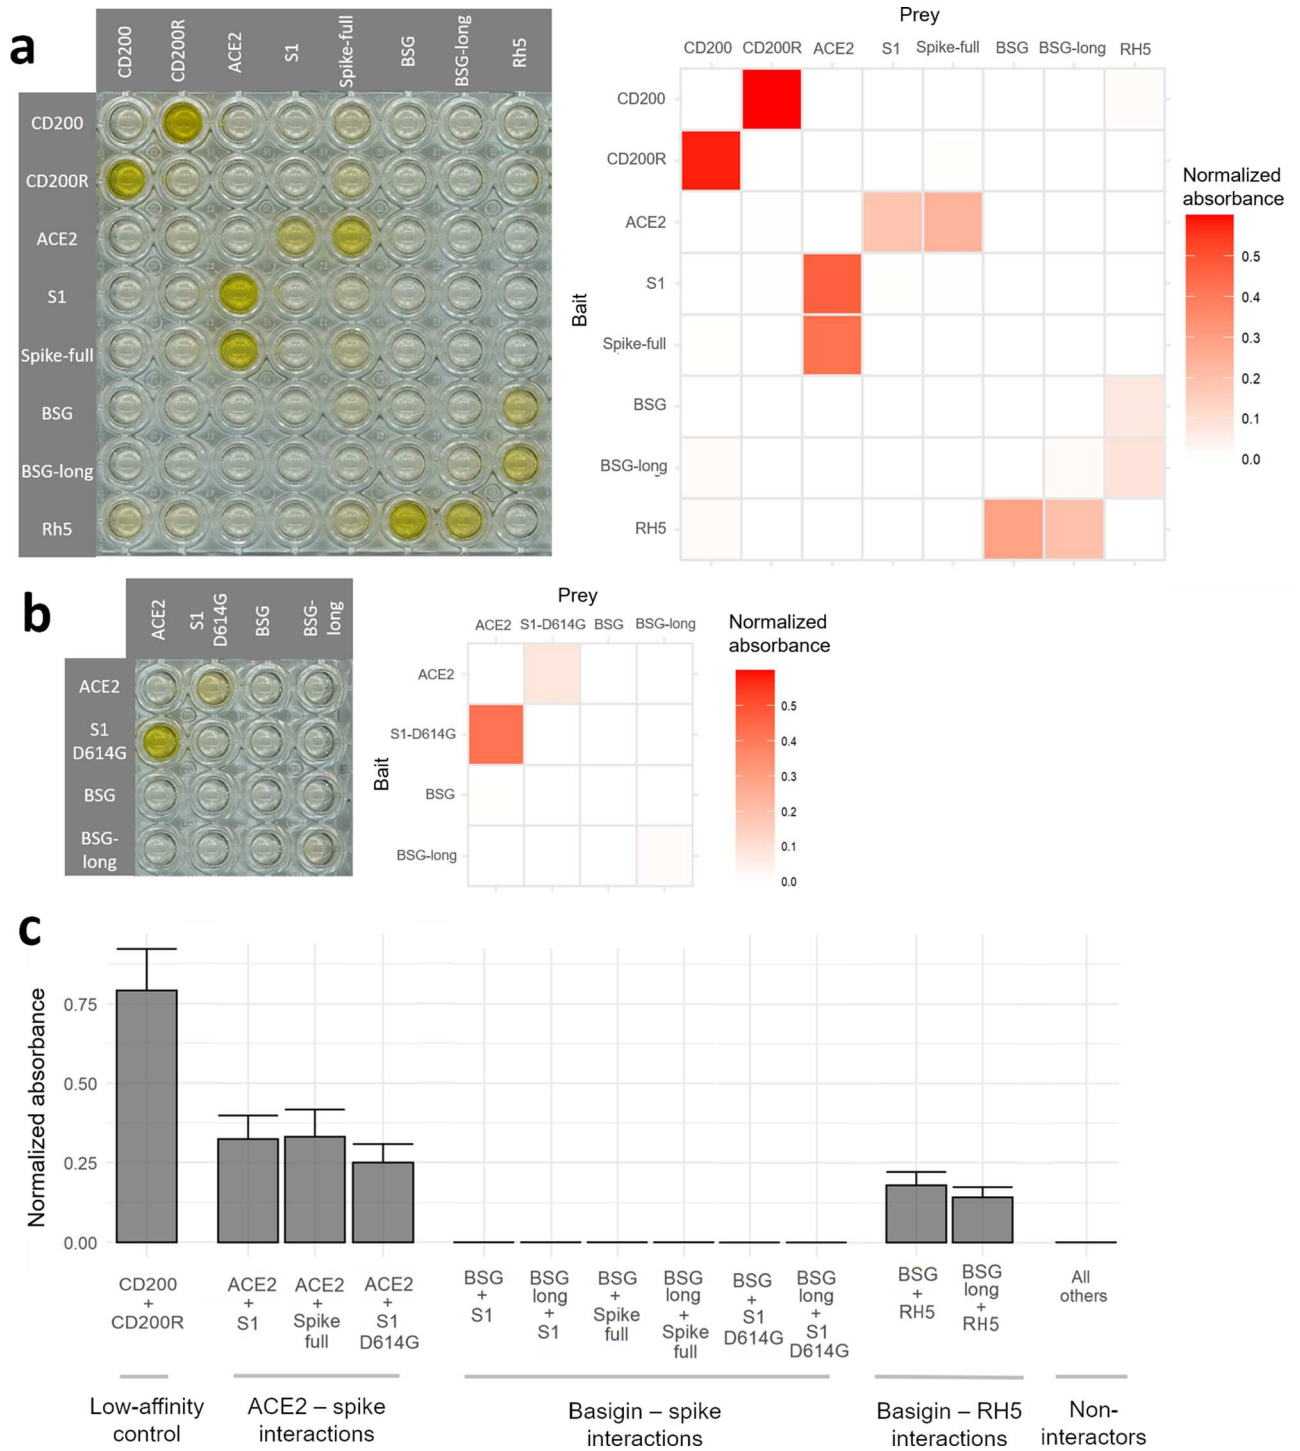 a
CD200
CD200R
ACE2
S1
Spike-full
BSG
BSG-long
Rh5
CD200
CD200R
ACE2
S1
Spike-full
BSG
BSG-long
Rh5
Prey
CD200 CD200R ACE2 S1 Spike-full BSG BSG-long RH5
Bait
CD200
CD200R
ACE2
S1
Spike-full
BSG
BSG-long
RH5
Normalized
absorbance
0.5
0.4
0.3
0.2
0.1
0.0
b
ACE2
S1
D614G
BSG
BSG-
long
ACE2
S1
D614G
BSG
BSG-
long
Prey
ACE2 S1-D614G BSG BSG-long
Bait
ACE2
S1-D614G
BSG
BSG-long
Normalized
absorbance
0.5
0.4
0.3
0.2
0.1
0.0
c
Normalized absorbance
0.75
0.50
0.25
0.00
CD200
+
CD200R
ACE2
+
S1
ACE2
+
Spike
full
ACE2
+
S1
D614G
BSG
+
S1
BSG
long
+
S1
BSG
+
Spike
full
BSG
long
+
Spike
full
BSG
+
S1
D614G
BSG
long
+
S1
D614G
BSG
+
RH5
BSG
long
+
RH5
All
others
Low-affinity
control
ACE2 – spike
interactions
Basigin – spike
interactions
Basigin – RH5
interactions
Non-
interactors